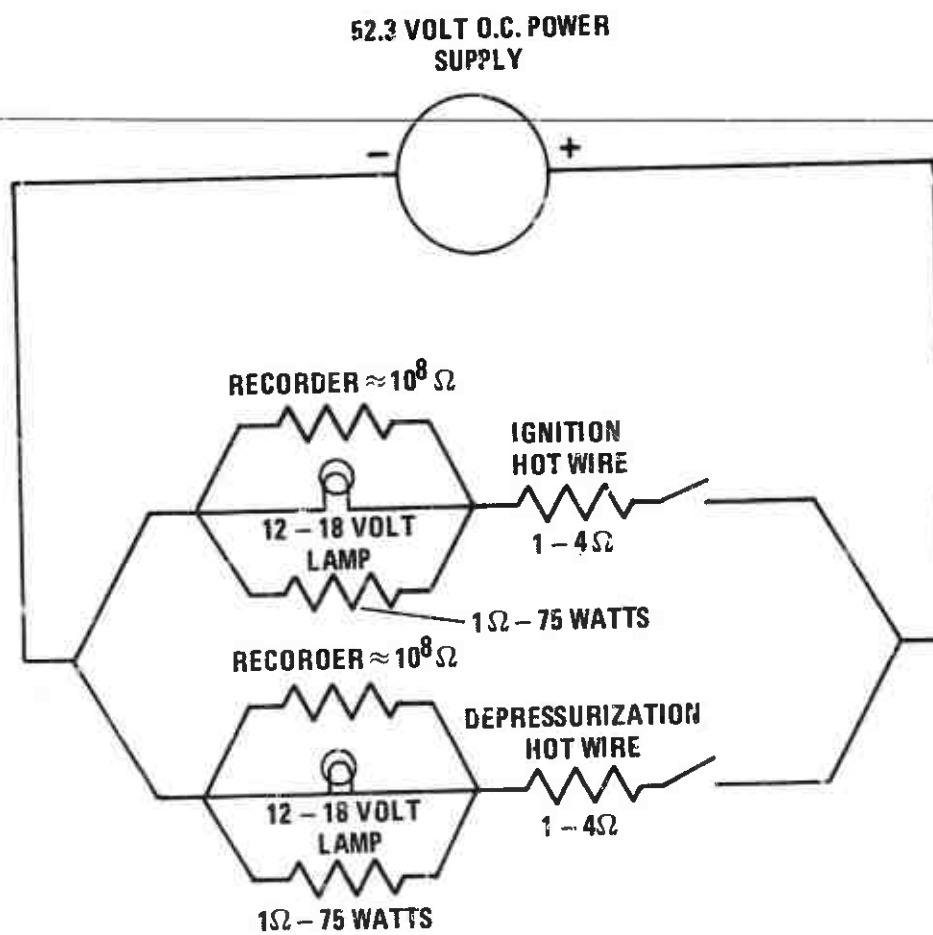 52.3 VOLT O.C. POWER
SUPPLY
− +
RECORDER ≈ 10⁸ Ω
IGNITION
HOT WIRE
12 – 18 VOLT
LAMP
1 – 4Ω
1Ω – 75 WATTS
RECOROER ≈ 10⁸ Ω
DEPRESSURIZATION
HOT WIRE
12 – 18 VOLT
LAMP
1 – 4Ω
1Ω – 75 WATTS